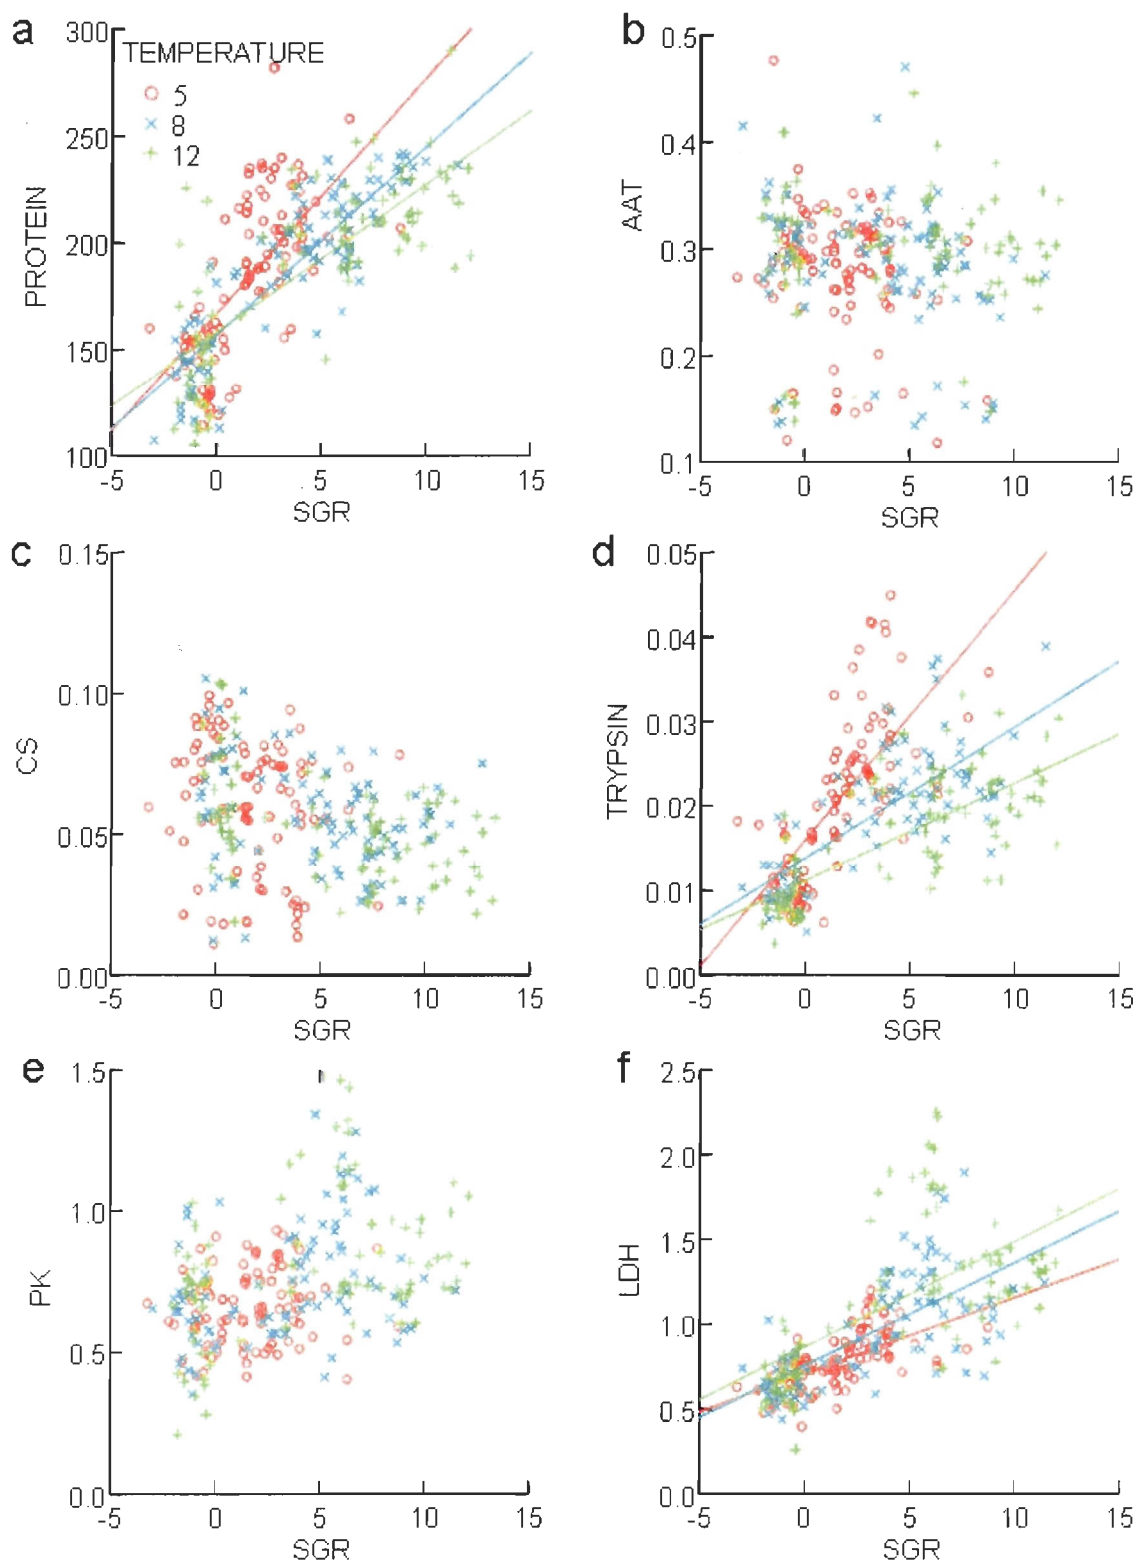 a
300
250
200
150
100
PROTEIN
TEMPERATURE
5
8
12
-5 0 5 10 15
SGR
b
0.5
0.4
0.3
0.2
0.1
AAT
-5 0 5 10 15
SGR
c
0.15
0.10
0.05
0.00
CS
-5 0 5 10 15
SGR
d
0.05
0.04
0.03
0.02
0.01
0.00
TRYPSIN
-5 0 5 10 15
SGR
e
1.5
1.0
0.5
0.0
PK
-5 0 5 10 15
SGR
f
2.5
2.0
1.5
1.0
0.5
0.0
LDH
-5 0 5 10 15
SGR